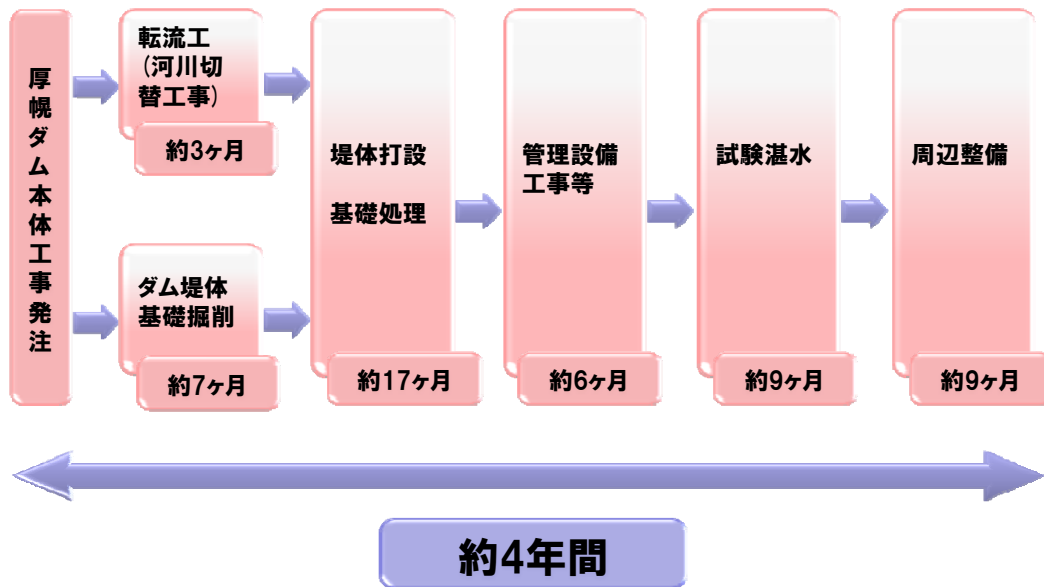 厚幌ダム本体工事発注
転流工
(河川切
替工事)
約3ヶ月
ダム堤体
基礎掘削
約7ヶ月
堤体打設
基礎処理
約17ヶ月
管理設備
工事等
約6ヶ月
試験湛水
約9ヶ月
周辺整備
約9ヶ月
約4年間